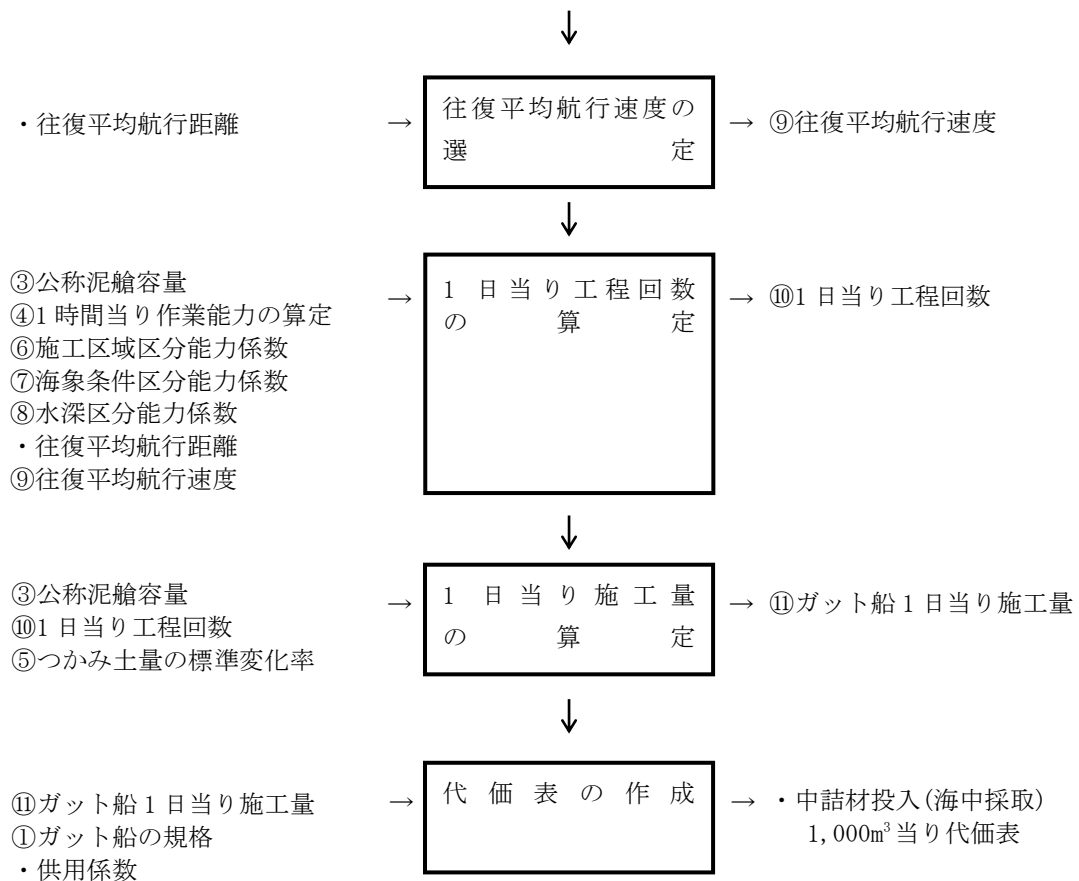 ↓
・往復平均航行距離 → 往復平均航行速度の → ⑨往復平均航行速度
選定
↓
③公称泥艙容量
④1時間当り作業能力の算定
⑥施工区域区分能力係数
⑦海象条件区分能力係数
⑧水深区分能力係数
・往復平均航行距離
⑨往復平均航行速度
→
1日当り工程回数
の算定
→ ⑩1日当り工程回数
↓
③公称泥艙容量
⑩1日当り工程回数
⑤つかみ土量の標準変化率
→
1日当り施工量
の算定
→ ⑪ガット船1日当り施工量
↓
⑪ガット船1日当り施工量
①ガット船の規格
・供用係数
→
代価表の作成
→ ・中詰材投入(海中採取)
1,000m³当り代価表